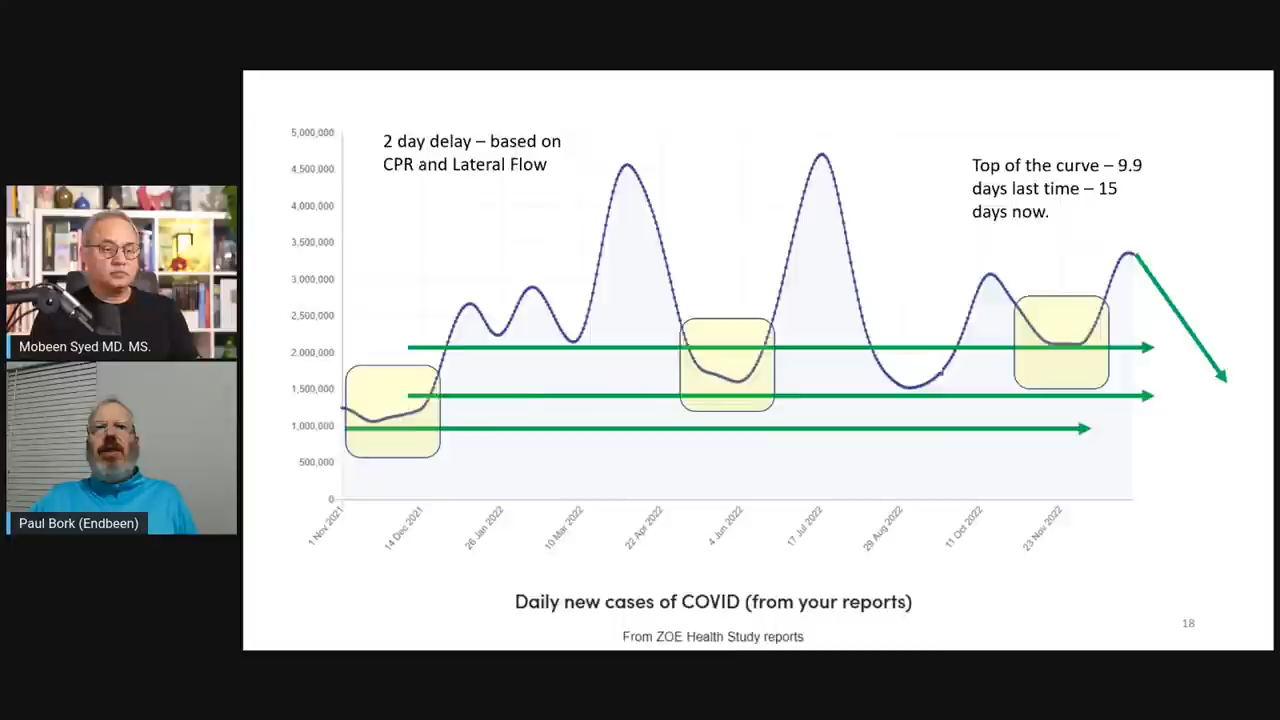 Mobeen Syed MD. MS.
Paul Bork (Endbeen)
2 day delay – based on
CPR and Lateral Flow
Top of the curve – 9.9
days last time – 15
days now.
5,000,000
4,500,000
4,000,000
3,500,000
3,000,000
2,500,000
2,000,000
1,500,000
1,000,000
500,000
0
1 Nov 2021
14 Dec 2021
26 Jan 2022
10 Mar 2022
22 Apr 2022
4 Jun 2022
17 Jul 2022
29 Aug 2022
11 Oct 2022
23 Nov 2022
Daily new cases of COVID (from your reports)
From ZOE Health Study reports
18